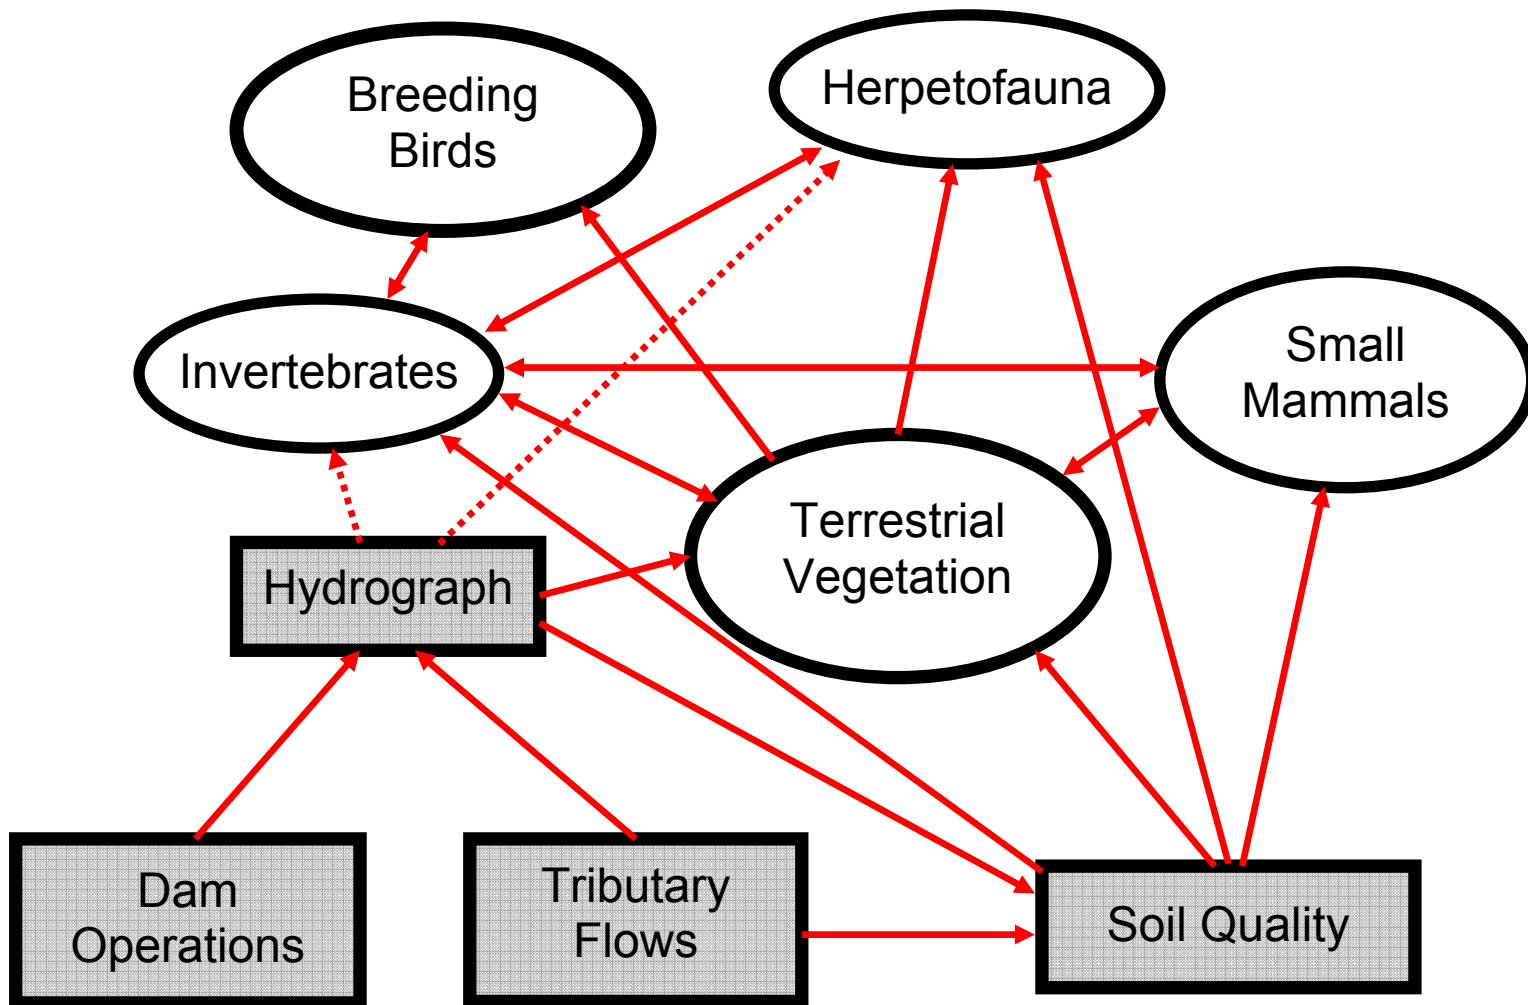 Breeding
Birds
Herpetofauna
Invertebrates
Small
Mammals
Terrestrial
Vegetation
Hydrograph
Dam
Operations
Tributary
Flows
Soil Quality